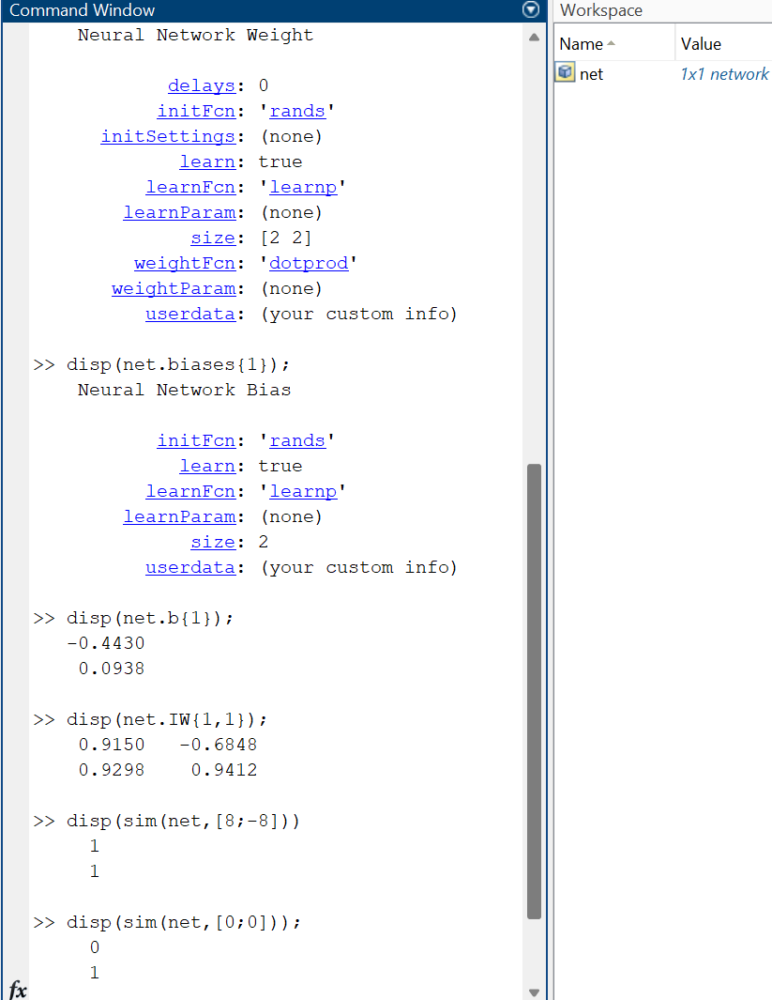 Command Window
Neural Network Weight
delays: 0
initFcn: 'rands'
initSettings: (none)
learn: true
learnFcn: 'learnp'
learnParam: (none)
size: [2 2]
weightFcn: 'dotprod'
weightParam: (none)
userdata: (your custom info)
>> disp(net.biases{1});
Neural Network Bias
initFcn: 'rands'
learn: true
learnFcn: 'learnp'
learnParam: (none)
size: 2
userdata: (your custom info)
>> disp(net.b{1});
-0.4430
0.0938
>> disp(net.IW{1,1});
0.9150 -0.6848
0.9298 0.9412
>> disp(sim(net,[8;-8]))
1
1
>> disp(sim(net,[0;0]));
0
1
fx
Workspace
Name Value
net 1x1 network